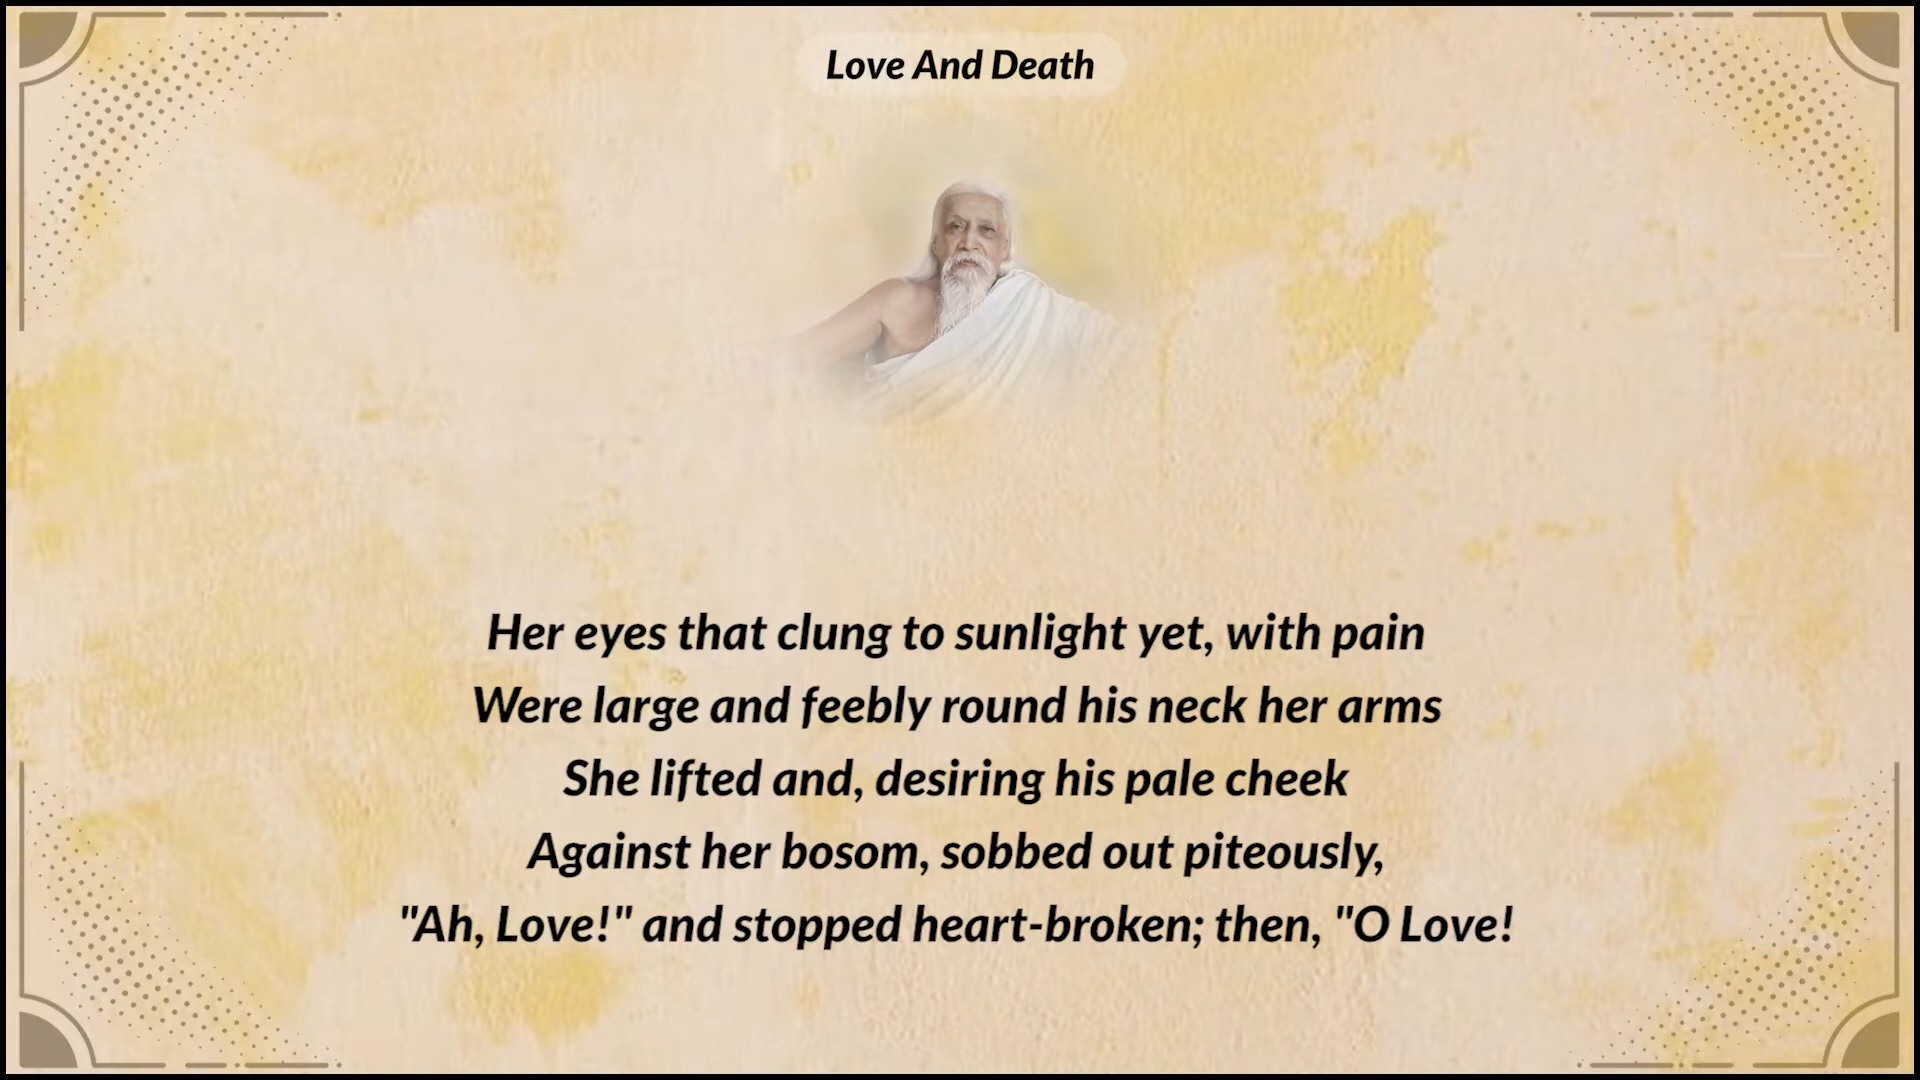 Love And Death
Her eyes that clung to sunlight yet, with pain
Were large and feebly round his neck her arms
She lifted and, desiring his pale cheek
Against her bosom, sobbed out piteously,
"Ah, Love!" and stopped heart-broken; then, "O Love!